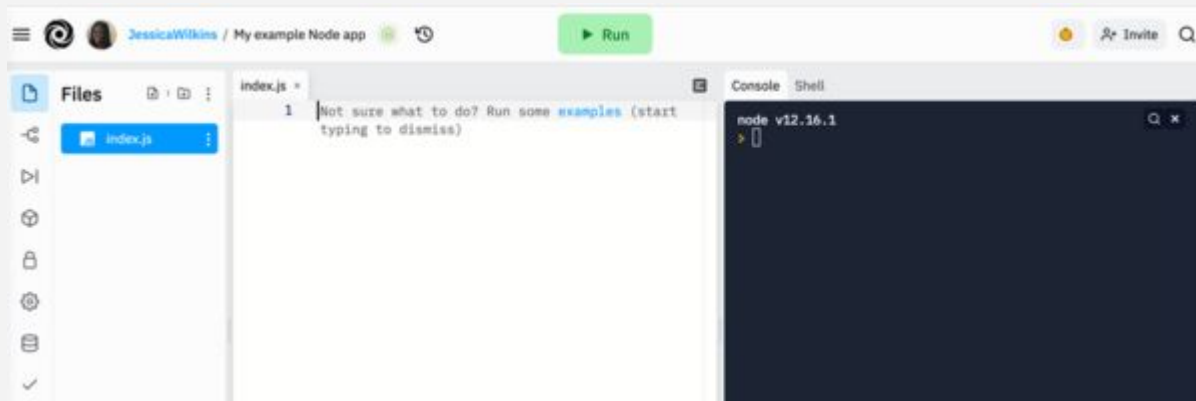 JessicaWilkins / My example Node app
Run
Invite
Files
index.js
index.js ×
1 Not sure what to do? Run some examples (start
typing to dismiss)
Console Shell
node v12.16.1
>